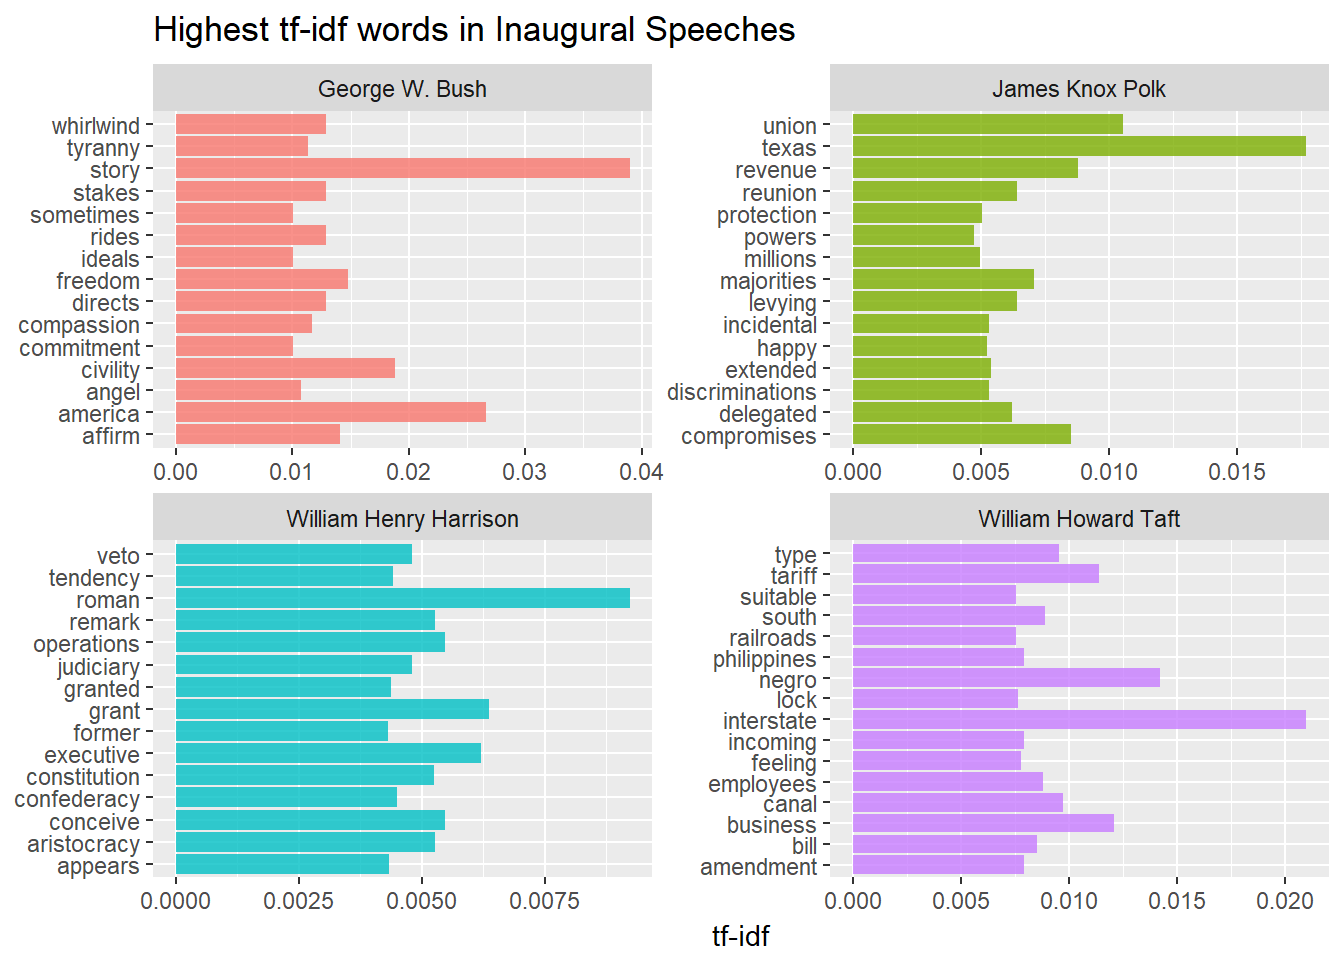 Highest tf-idf words in Inaugural Speeches
George W. Bush
whirlwind
tyranny
story
stakes
sometimes
rides
ideals
freedom
directs
compassion
commitment
civility
angel
america
affirm
0.00 0.01 0.02 0.03 0.04
James Knox Polk
union
texas
revenue
reunion
protection
powers
millions
majorities
levying
incidental
happy
extended
discriminations
delegated
compromises
0.000 0.005 0.010 0.015
William Henry Harrison
veto
tendency
roman
remark
operations
judiciary
granted
grant
former
executive
constitution
confederacy
conceive
aristocracy
appears
0.0000 0.0025 0.0050 0.0075
William Howard Taft
type
tariff
suitable
south
railroads
philippines
negro
lock
interstate
incoming
feeling
employees
canal
business
bill
amendment
0.000 0.005 0.010 0.015 0.020
tf-idf